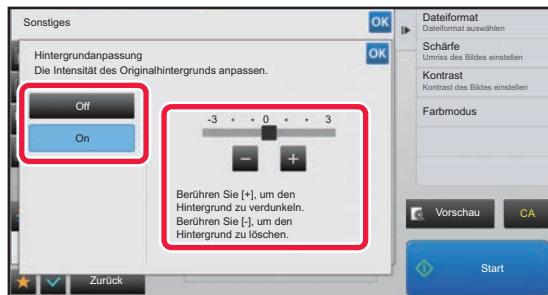 Sonstiges
OK
Hintergrundanpassung
OK
Die Intensität des Originalhintergrunds anpassen.
Off
On
-3 0 3
- +
Berühren Sie [+], um den
Hintergrund zu verdunkeln.
Berühren Sie [-], um den
Hintergrund zu löschen.
Zurück
Dateiformat
Dateiformat auswählen
Schärfe
Umriss des Bildes einstellen
Kontrast
Kontrast des Bildes einstellen
Farbmodus
Vorschau
CA
Start